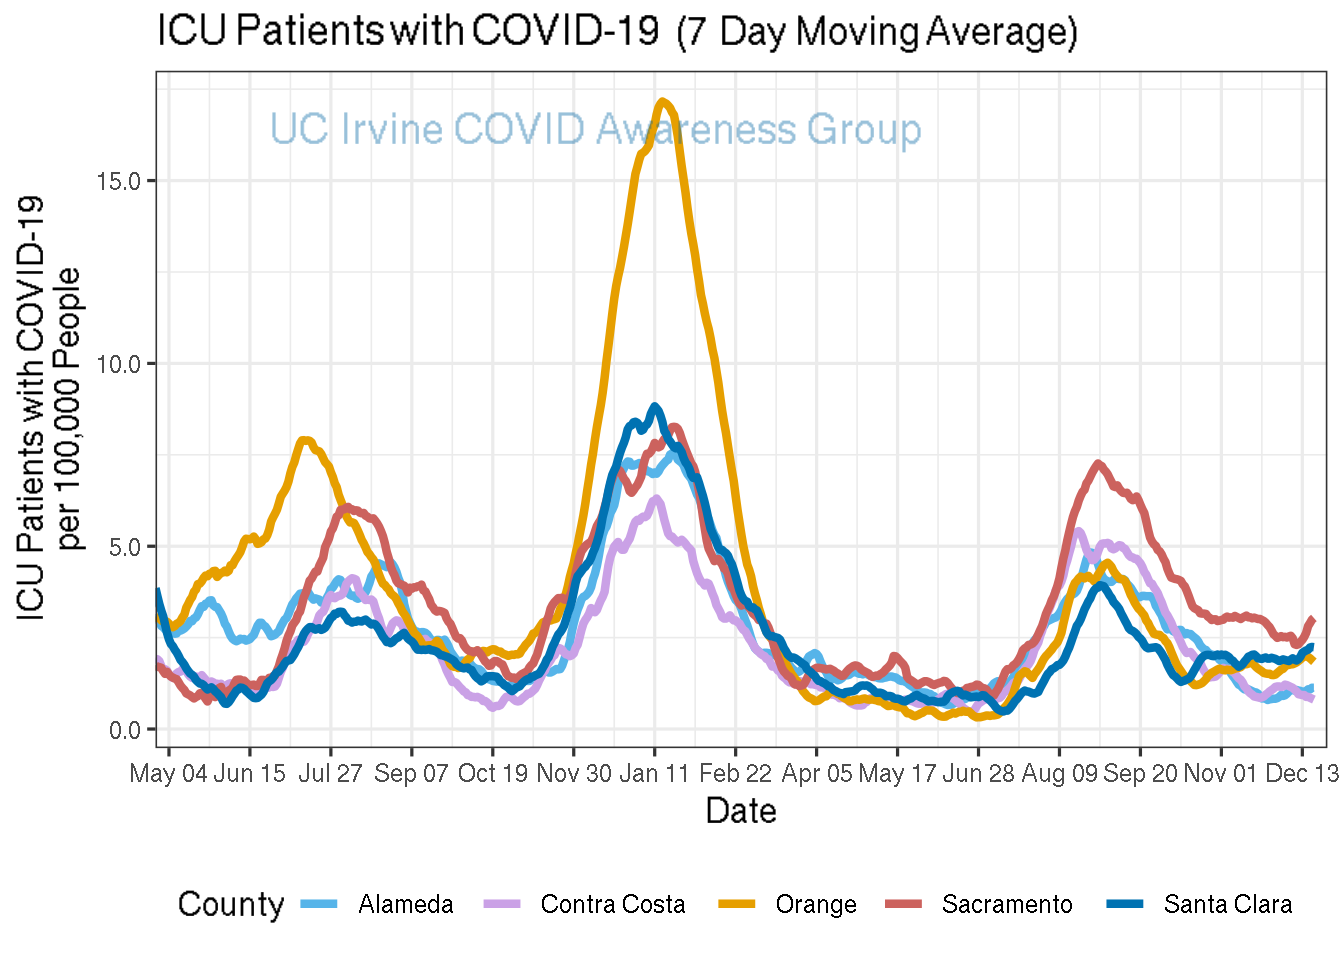 ICU Patients with COVID-19 (7 Day Moving Average)
UC Irvine COVID Awareness Group
ICU Patients with COVID-19
per 100,000 People
15.0
10.0
5.0
0.0
May 04 Jun 15 Jul 27 Sep 07 Oct 19 Nov 30 Jan 11 Feb 22 Apr 05 May 17 Jun 28 Aug 09 Sep 20 Nov 01 Dec 13
Date
County Alameda Contra Costa Orange Sacramento Santa Clara